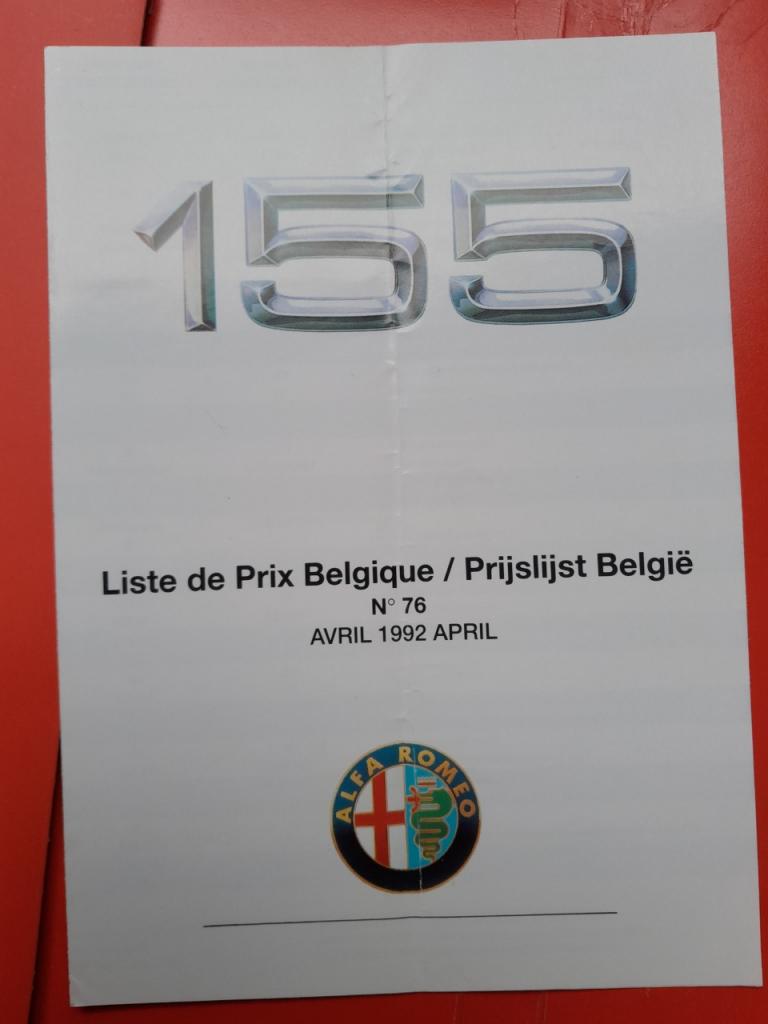 155
Liste de Prix Belgique / Prijslijst België
N° 76
AVRIL 1992 APRIL
ALFA ROMEO